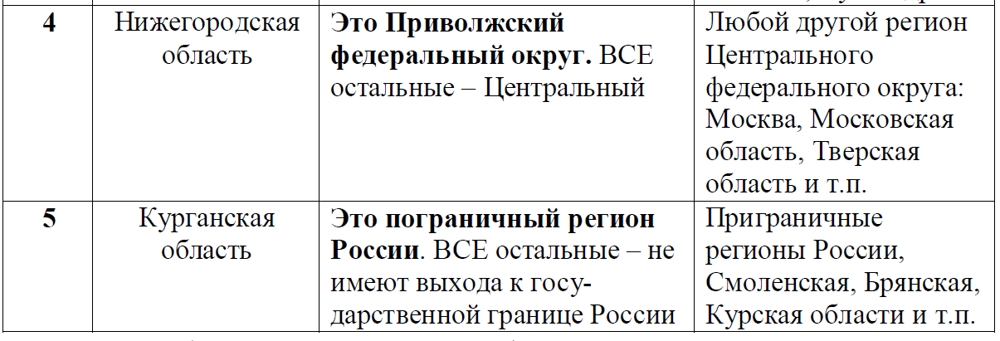 4
Нижегородская
область
Это Приволжский
федеральный округ. ВСЕ
остальные – Центральный
Любой другой регион
Центрального
федерального округа:
Москва, Московская
область, Тверская
область и т.п.
5
Курганская
область
Это пограничный регион
России. ВСЕ остальные – не
имеют выхода к госу-
дарственной границе России
Приграничные
регионы России,
Смоленская, Брянская,
Курская области и т.п.